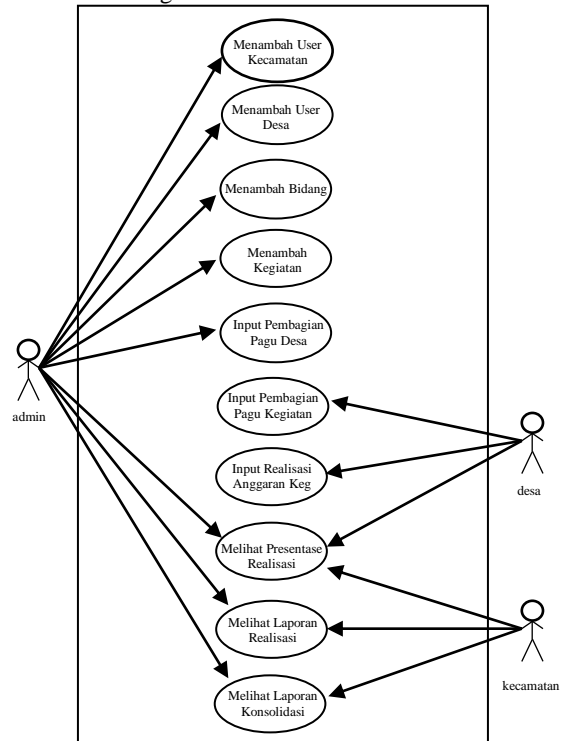 Menambah User
Kecamatan
Menambah User
Desa
Menambah Bidang
Menambah
Kegiatan
Input Pembagian
Pagu Desa
admin
Input Pembagian
Pagu Kegiatan
Input Realisasi
Anggaran Keg
desa
Melihat Presentase
Realisasi
Melihat Laporan
Realisasi
kecamatan
Melihat Laporan
Konsolidasi